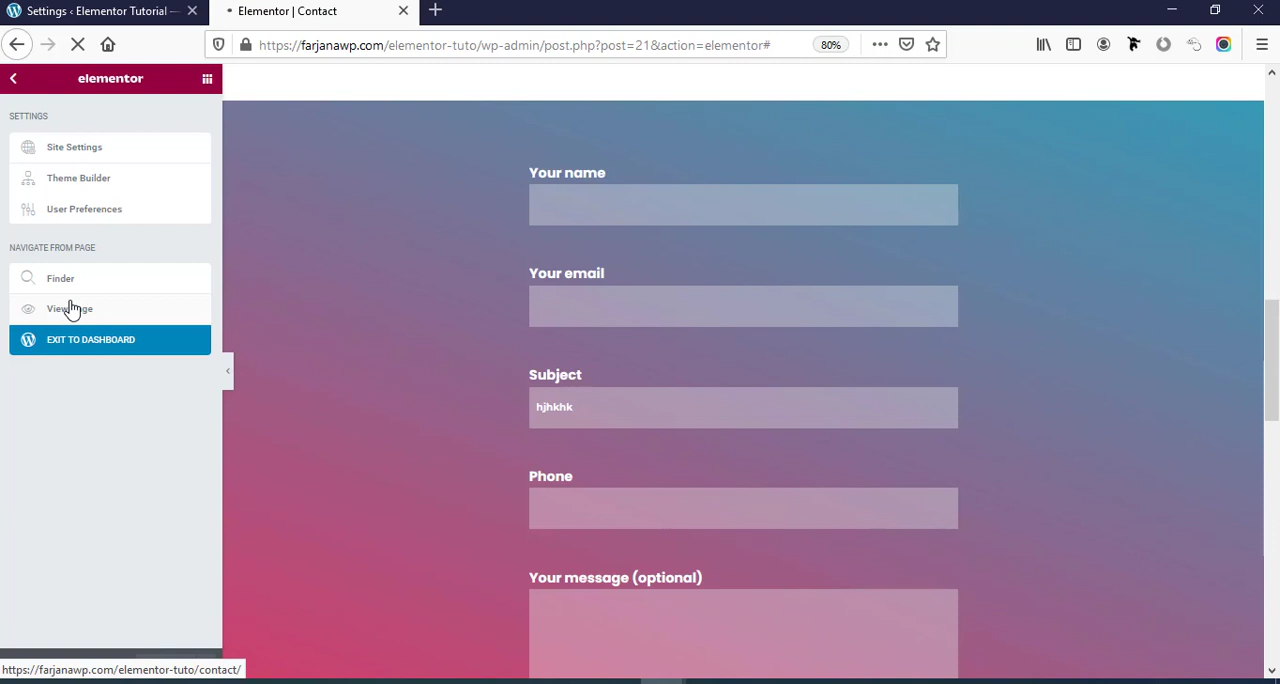 Settings ‹ Elementor Tutorial —
Elementor | Contact
https://farjanawp.com/elementor-tuto/wp-admin/post.php?post=21&action=elementor#
80%
elementor
SETTINGS
Site Settings
Theme Builder
User Preferences
NAVIGATE FROM PAGE
Finder
View Page
EXIT TO DASHBOARD
Your name
Your email
Subject
hjhkhk
Phone
Your message (optional)
https://farjanawp.com/elementor-tuto/contact/